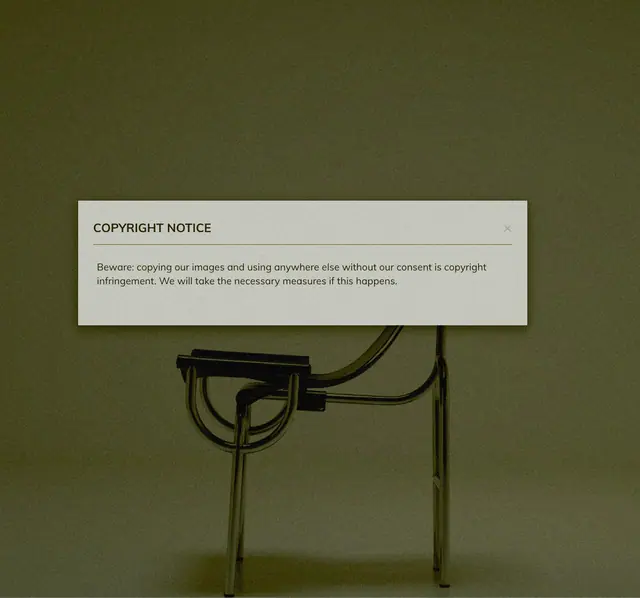 COPYRIGHT NOTICE
Beware: copying our images and using anywhere else without our consent is copyright
infringement. We will take the necessary measures if this happens.